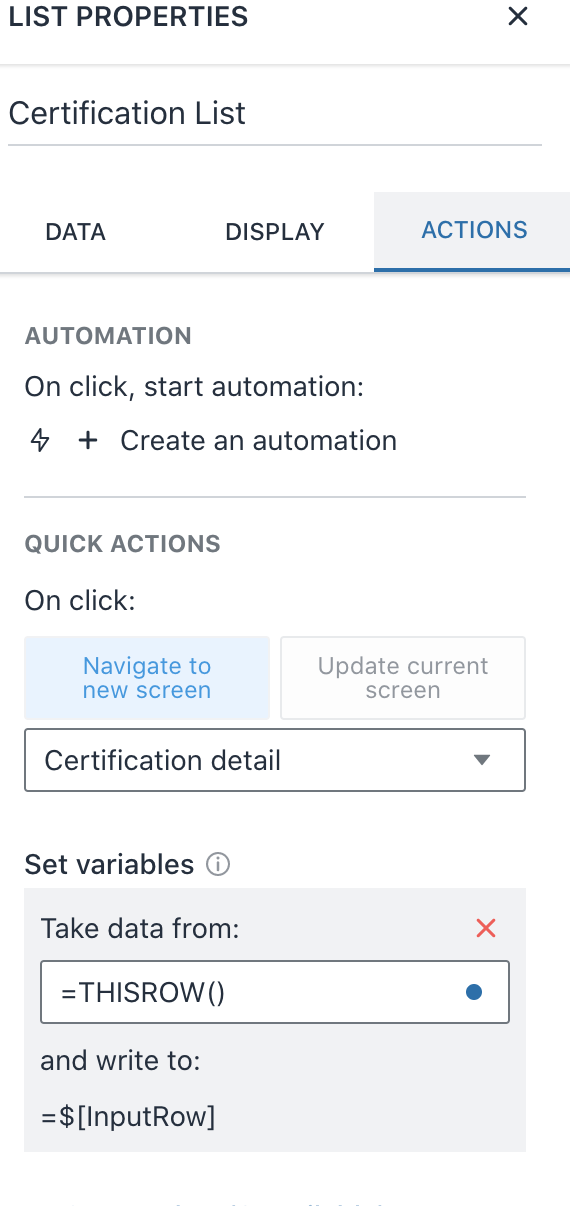 LIST PROPERTIES
Certification List
DATA
DISPLAY
ACTIONS
AUTOMATION
On click, start automation:
Create an automation
QUICK ACTIONS
On click:
Navigate to
new screen
Update current
screen
Certification detail
Set variables
Take data from:
=THISROW()
and write to:
=$[InputRow]